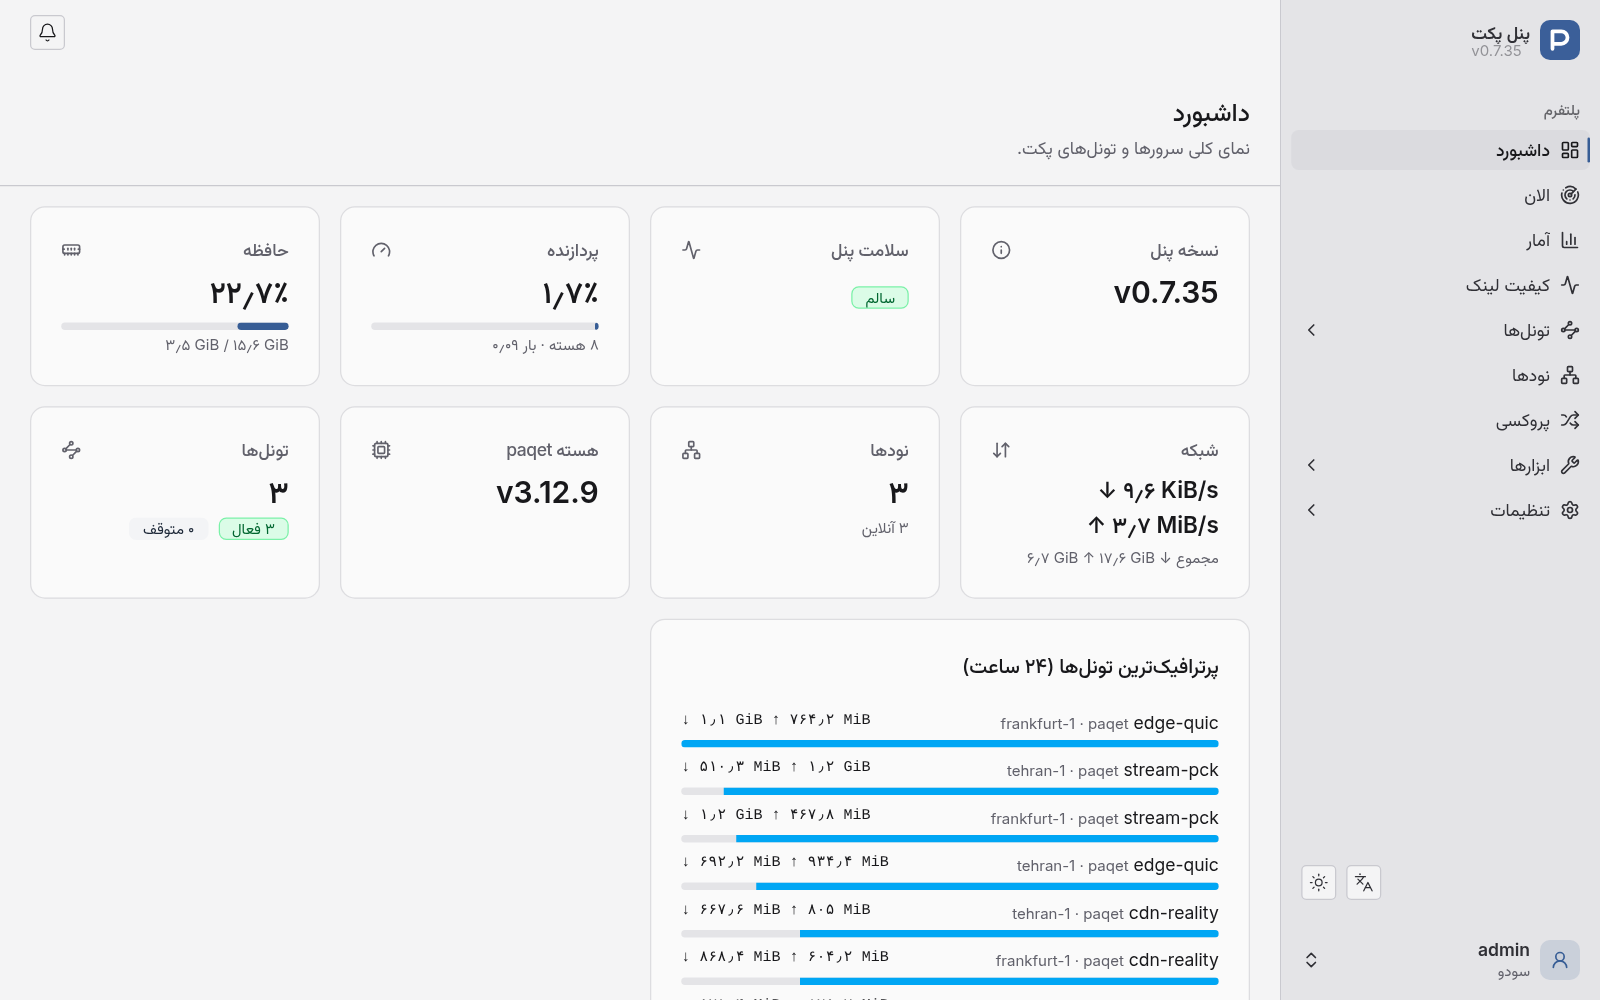 پنل پکت
v0.7.35
پلتفرم
داشبورد
الان
آمار
کیفیت لینک
تونل‌ها
نودها
پروکسی
ابزارها
تنظیمات
admin
سودو
داشبورد
نمای کلی سرورها و تونل‌های پکت.
نسخه پنل
v0.7.35
سلامت پنل
سالم
پردازنده
۱٫۷٪
۸ هسته · بار ۰٫۰۹
حافظه
۲۲٫۷٪
۳٫۵ GiB / ۱۵٫۶ GiB
شبکه
↓ ۹٫۶ KiB/s
↑ ۳٫۷ MiB/s
مجموع ↓ ۱۷٫۶ GiB ↑ ۶٫۷ GiB
نودها
۳
۳ آنلاین
هسته paqet
v3.12.9
تونل‌ها
۳
۳ فعال
۰ متوقف
پرترافیک‌ترین تونل‌ها (۲۴ ساعت)
edge-quic frankfurt-1 · paqet
↓ ۱٫۱ GiB ↑ ۷۶۴٫۲ MiB
stream-pck tehran-1 · paqet
↓ ۵۱۰٫۳ MiB ↑ ۱٫۲ GiB
stream-pck frankfurt-1 · paqet
↓ ۱٫۲ GiB ↑ ۴۶۷٫۸ MiB
edge-quic tehran-1 · paqet
↓ ۶۹۲٫۲ MiB ↑ ۹۳۴٫۴ MiB
cdn-reality tehran-1 · paqet
↓ ۶۶۷٫۶ MiB ↑ ۸۰۵ MiB
cdn-reality frankfurt-1 · paqet
↓ ۸۶۸٫۴ MiB ↑ ۶۰۴٫۲ MiB